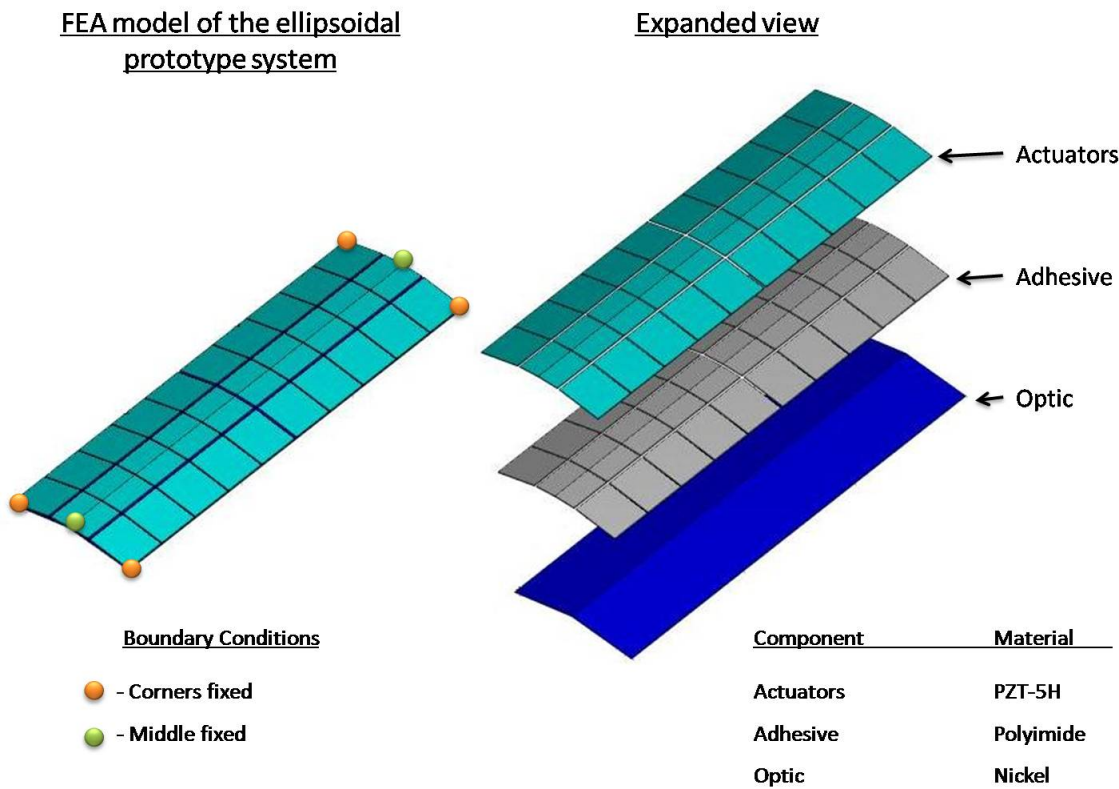 FEA model of the ellipsoidal
prototype system
Expanded view
Actuators
Adhesive
Optic
Boundary Conditions
- Corners fixed
- Middle fixed
Component Material
Actuators PZT-5H
Adhesive Polyimide
Optic Nickel